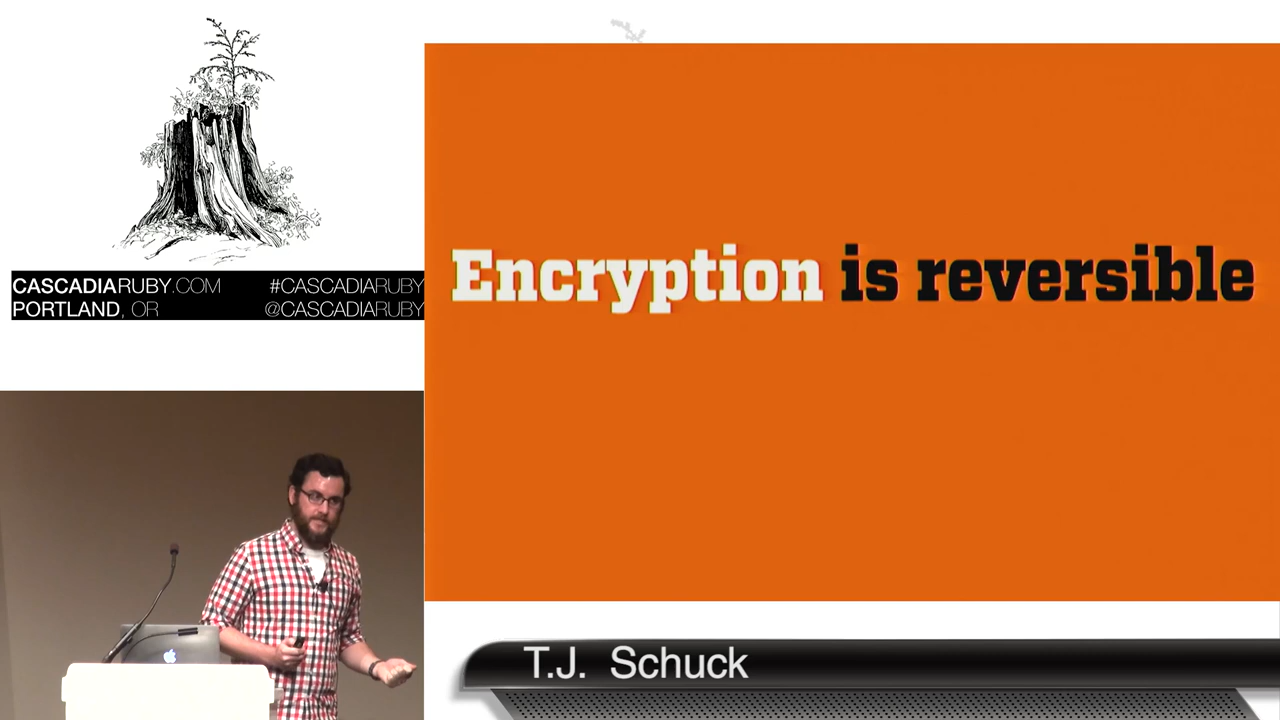 CASCADIARUBY.COM #CASCADIARUBY
PORTLAND, OR @CASCADIARUBY
Encryption is reversible
T.J. Schuck